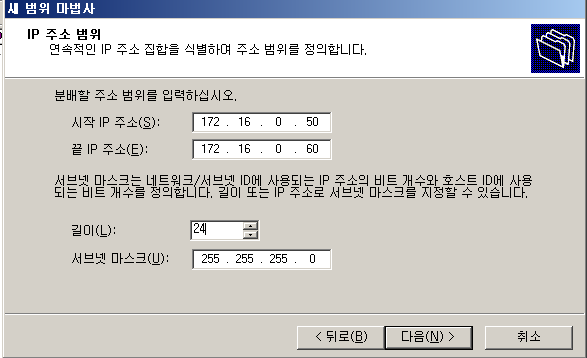 새 범위 마법사
IP 주소 범위
연속적인 IP 주소 집합을 식별하여 주소 범위를 정의합니다.
분배할 주소 범위를 입력하십시오.
시작 IP 주소(S): 172 . 16 . 0 . 50
끝 IP 주소(E): 172 . 16 . 0 . 60
서브넷 마스크는 네트워크/서브넷 ID에 사용되는 IP 주소의 비트 개수와 호스트 ID에 사용
되는 비트 개수를 정의합니다. 길이 또는 IP 주소로 서브넷 마스크를 지정할 수 있습니다.
길이(L): 24
서브넷 마스크(U): 255 . 255 . 255 . 0
< 뒤로(B) 다음(N) > 취소